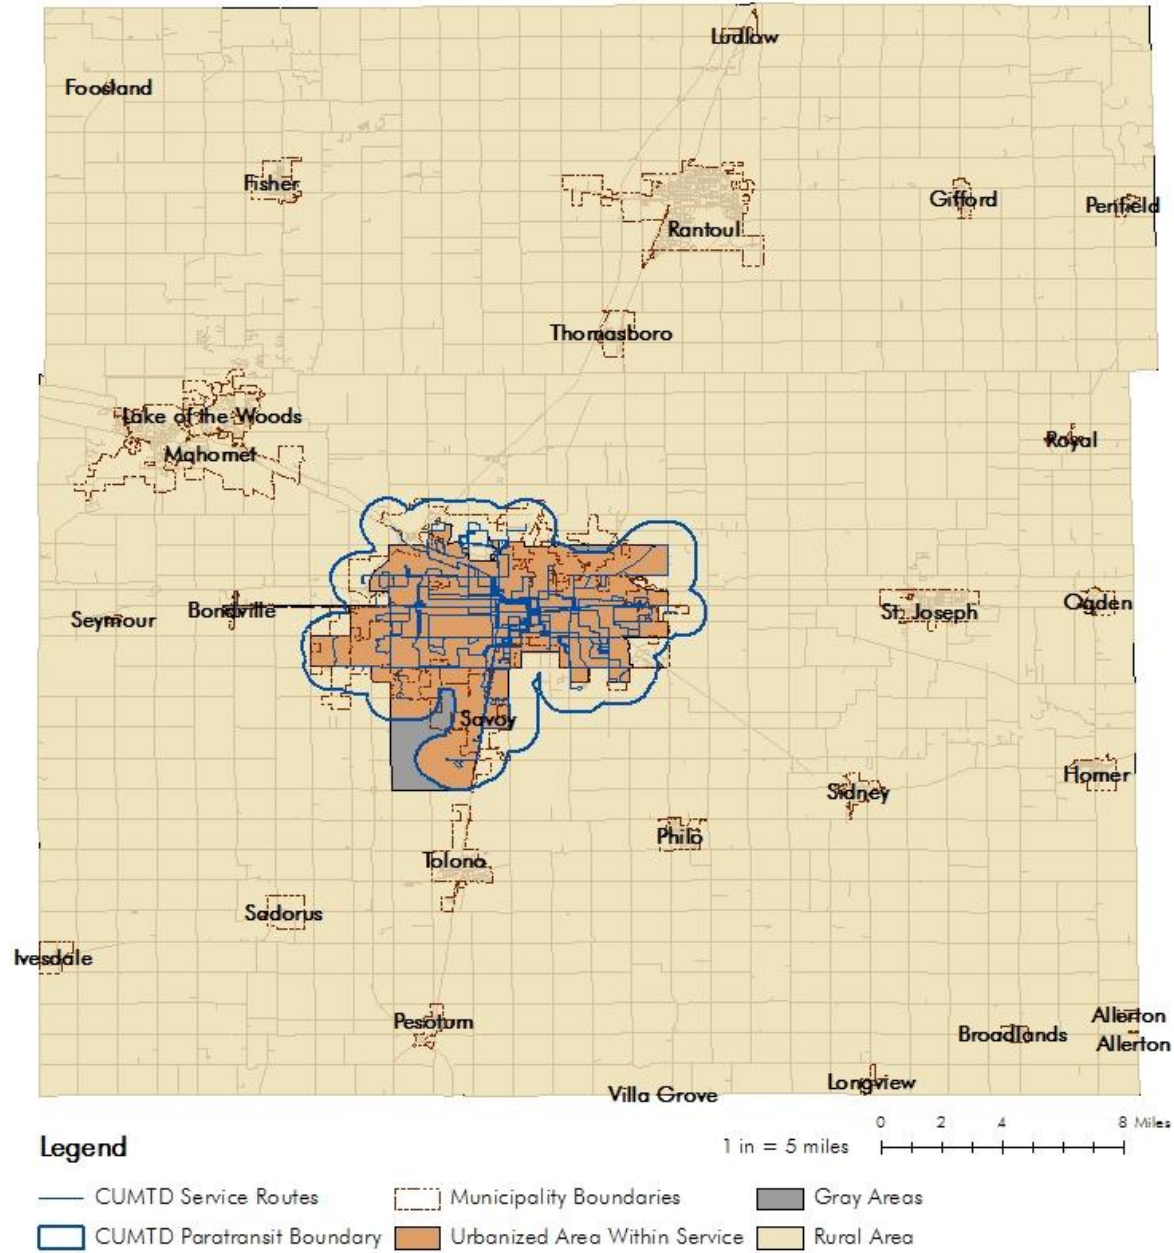 Ludlow
Foosland
Fisher
Gifford
Penfield
Rantoul
Thomasboro
Lake of the Woods
Royal
Mahomet
Seymour
Bondville
St. Joseph
Ogden
Savoy
Homer
Sidney
Philo
Tolono
Sadorus
Ivesdale
Pesotum
Allerton
Broadlands
Allerton
Longview
Villa Grove
Legend
1 in = 5 miles
0 2 4 8 Miles
CUMTD Service Routes
Municipality Boundaries
Gray Areas
CUMTD Paratransit Boundary
Urbanized Area Within Service
Rural Area